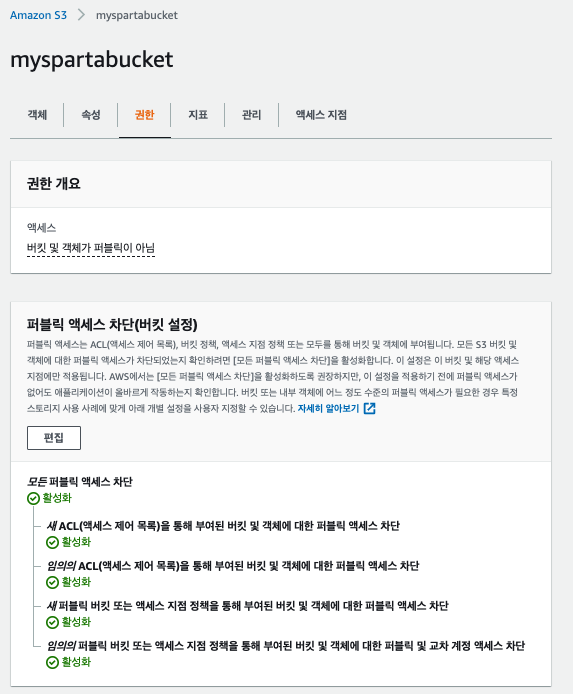 Amazon S3 > myspartabucket
myspartabucket
객체 속성 권한 지표 관리 액세스 지점
권한 개요
액세스
버킷 및 객체가 퍼블릭이 아님
퍼블릭 액세스 차단(버킷 설정)
퍼블릭 액세스는 ACL(액세스 제어 목록), 버킷 정책, 액세스 지점 정책 또는 모두를 통해 버킷 및 객체에 부여됩니다. 모든 S3 버킷 및
객체에 대한 퍼블릭 액세스가 차단되었는지 확인하려면 [모든 퍼블릭 액세스 차단]을 활성화합니다. 이 설정은 이 버킷 및 해당 액세스
지점에만 적용됩니다. AWS에서는 [모든 퍼블릭 액세스 차단]을 활성화하도록 권장하지만, 이 설정을 적용하기 전에 퍼블릭 액세스가
없어도 애플리케이션이 올바르게 작동하는지 확인합니다. 버킷 또는 내부 객체에 어느 정도 수준의 퍼블릭 액세스가 필요한 경우 특정
스토리지 사용 사례에 맞게 아래 개별 설정을 사용자 지정할 수 있습니다. 자세히 알아보기
편집
모든 퍼블릭 액세스 차단
활성화
새 ACL(액세스 제어 목록)을 통해 부여된 버킷 및 객체에 대한 퍼블릭 액세스 차단
활성화
임의의 ACL(액세스 제어 목록)을 통해 부여된 버킷 및 객체에 대한 퍼블릭 액세스 차단
활성화
새 퍼블릭 버킷 또는 액세스 지점 정책을 통해 부여된 버킷 및 객체에 대한 퍼블릭 액세스 차단
활성화
임의의 퍼블릭 버킷 또는 액세스 지점 정책을 통해 부여된 버킷 및 객체에 대한 퍼블릭 및 교차 계정 액세스 차단
활성화